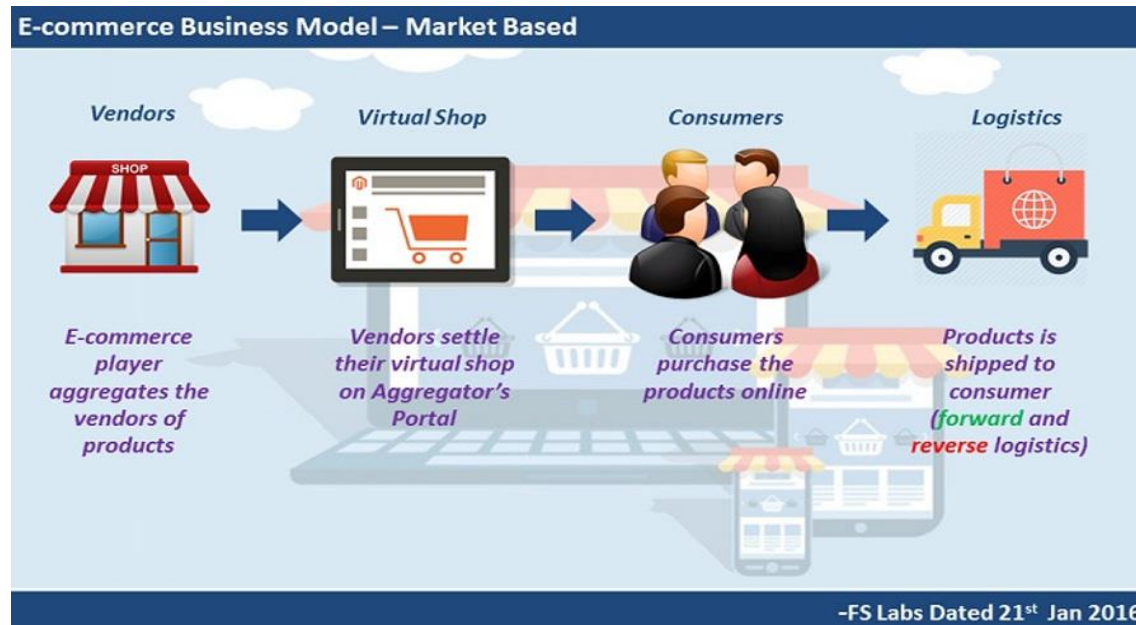 E-commerce Business Model – Market Based
Vendors
Virtual Shop
Consumers
Logistics
SHOP
E-commerce
player
aggregates the
vendors of
products
Vendors settle
their virtual shop
on Aggregator's
Portal
Consumers
purchase the
products online
Products is
shipped to
consumer
(forward and
reverse logistics)
-FS Labs Dated 21st Jan 2016